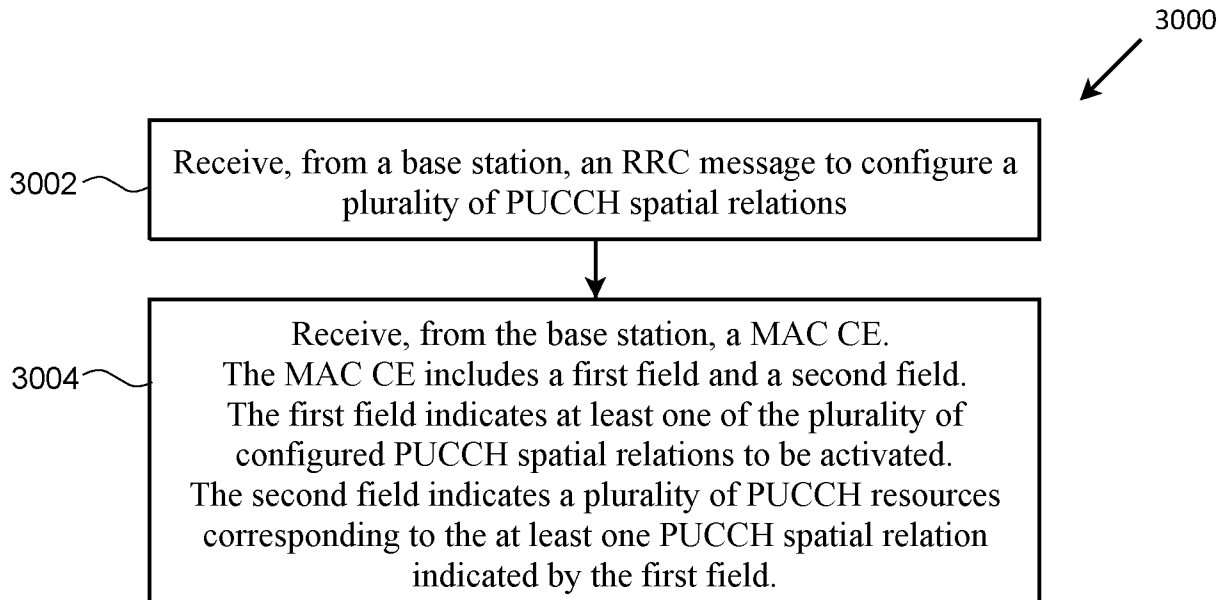 3000
3002
Receive, from a base station, an RRC message to configure a
plurality of PUCCH spatial relations
3004
Receive, from the base station, a MAC CE.
The MAC CE includes a first field and a second field.
The first field indicates at least one of the plurality of
configured PUCCH spatial relations to be activated.
The second field indicates a plurality of PUCCH resources
corresponding to the at least one PUCCH spatial relation
indicated by the first field.